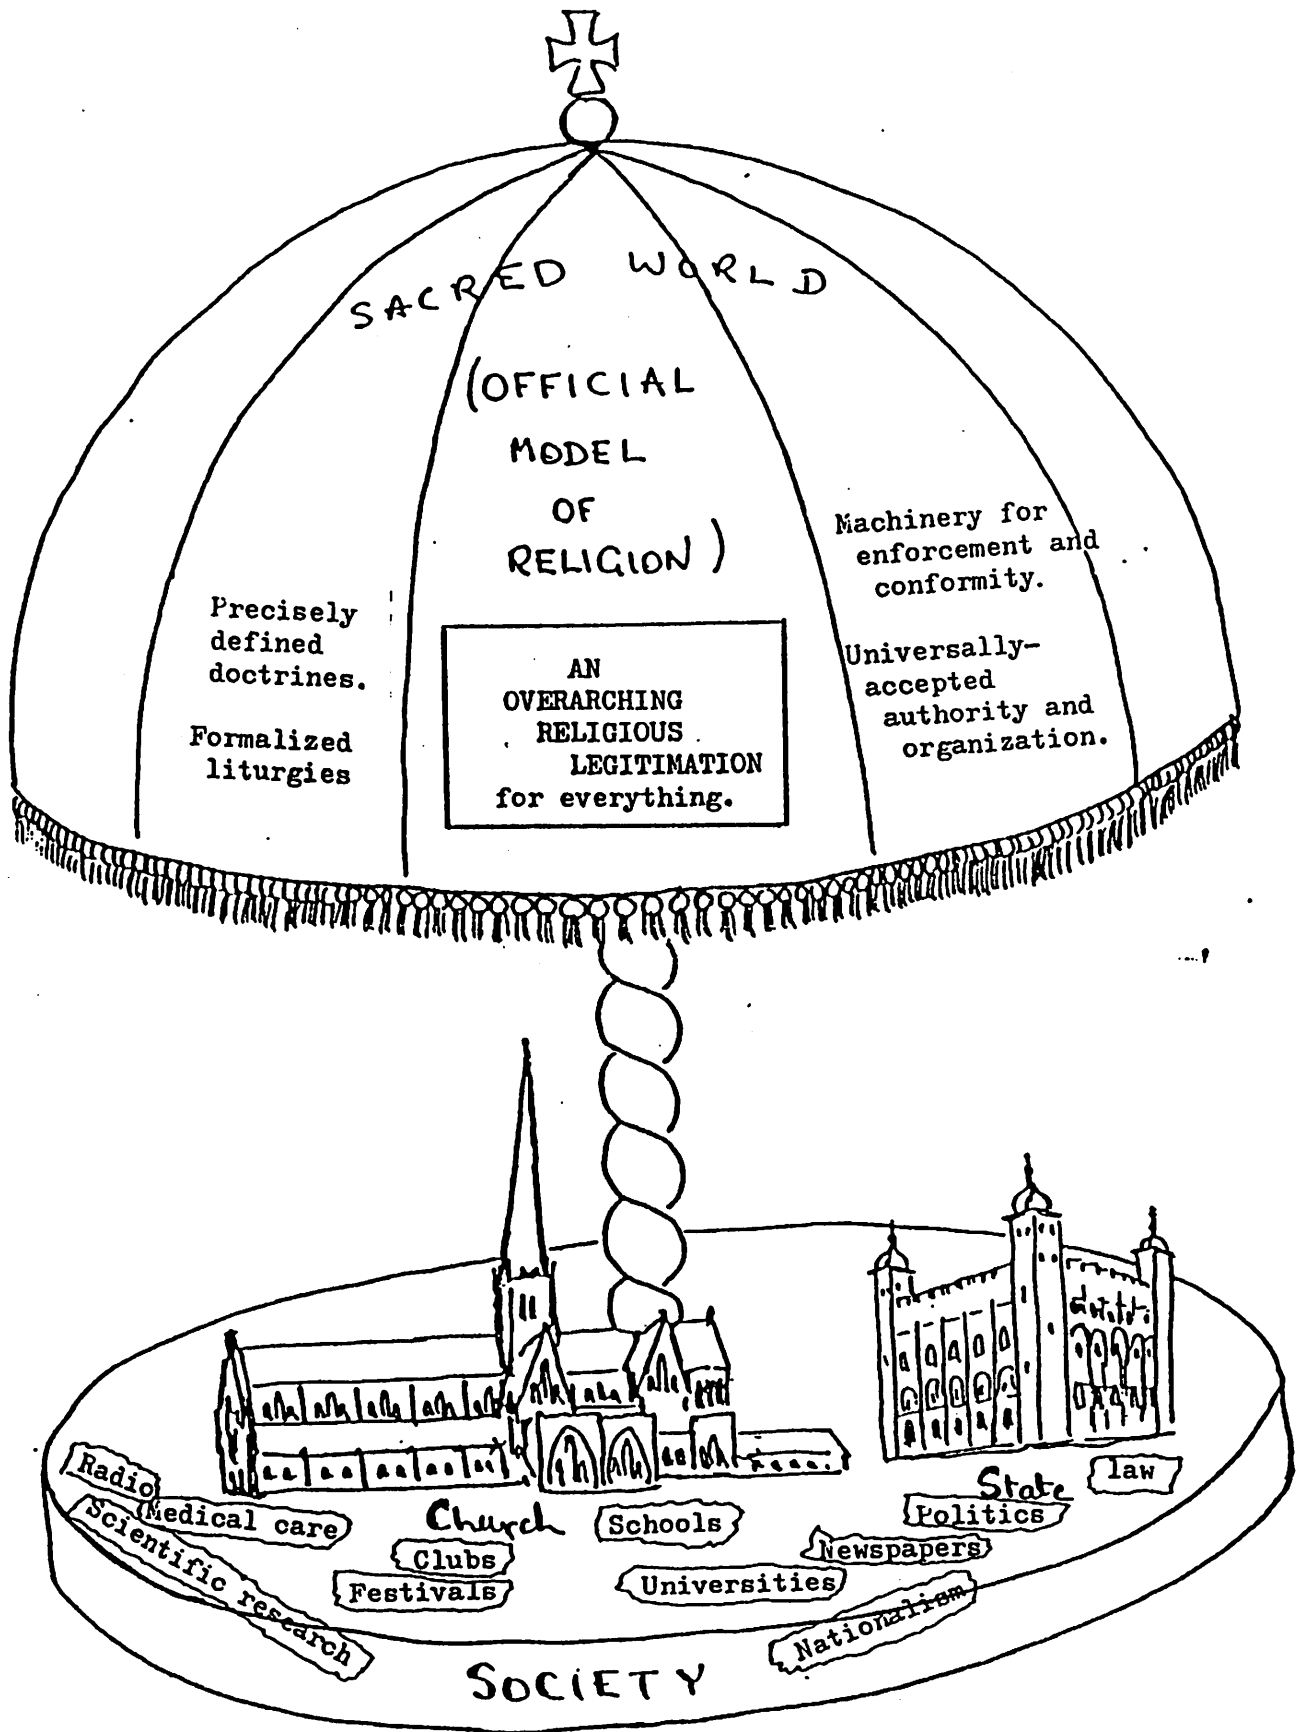 SACRED WORLD
(OFFICIAL
MODEL
OF
RELIGION)
Machinery for
enforcement and
conformity.
Universally-
accepted
authority and
organization.
Precisely
defined
doctrines.
Formalized
liturgies
AN
OVERARCHING
RELIGIOUS
LEGITIMATION
for everything.
Radio
Medical care
Scientific research
Church
Clubs
Festivals
Schools
Universities
State
law
Politics
Newspapers
Nationalism
SOCIETY